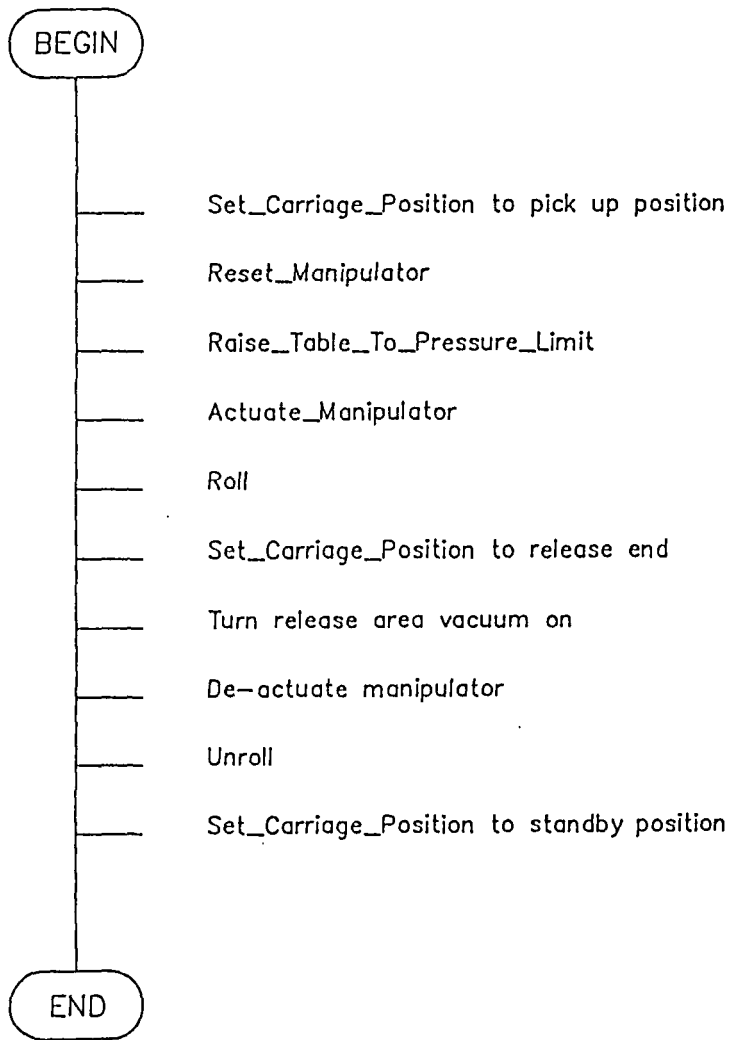 BEGIN
Set_Carriage_Position to pick up position
Reset_Manipulator
Raise_Table_To_Pressure_Limit
Actuate_Manipulator
Roll
Set_Carriage_Position to release end
Turn release area vacuum on
De-actuate manipulator
Unroll
Set_Carriage_Position to standby position
END